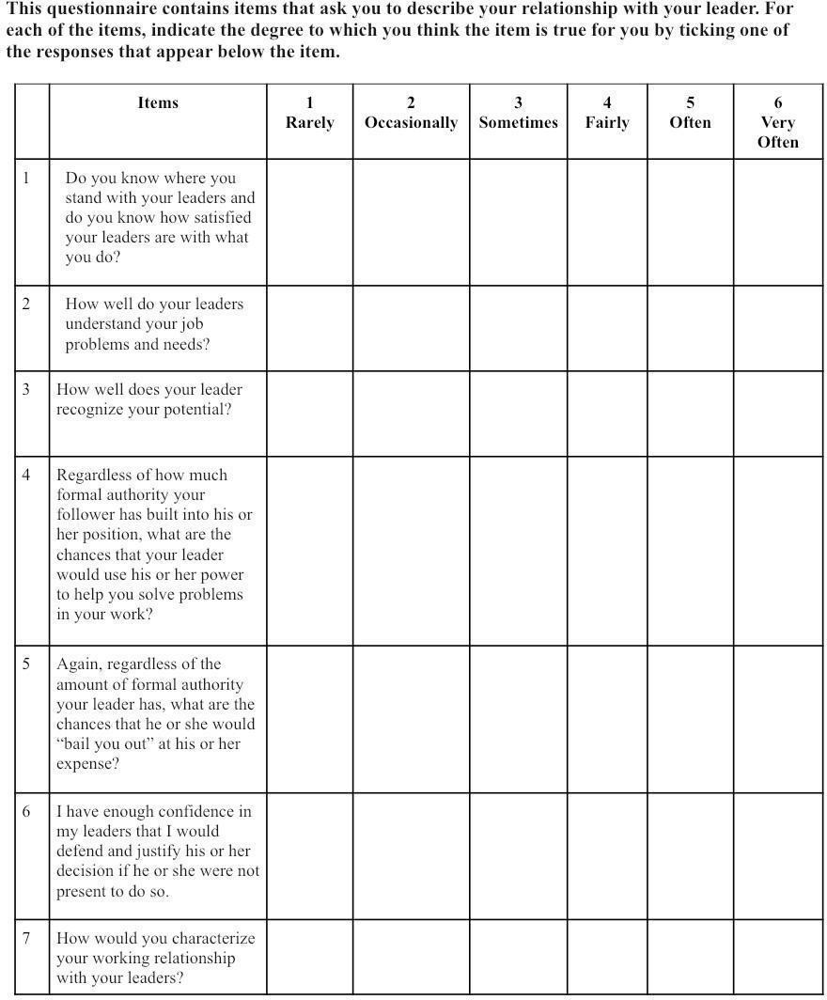 This questionnaire contains items that ask you to describe your relationship with your leader. For
each of the items, indicate the degree to which you think the item is true for you by ticking one of
the responses that appear below the item.
Items
1
Rarely
2
Occasionally
3
Sometimes
4
Fairly
5
Often
6
Very
Often
1
Do you know where you
stand with your leaders and
do you know how satisfied
your leaders are with what
you do?
2
How well do your leaders
understand your job
problems and needs?
3
How well does your leader
recognize your potential?
4
Regardless of how much
formal authority your
follower has built into his or
her position, what are the
chances that your leader
would use his or her power
to help you solve problems
in your work?
5
Again, regardless of the
amount of formal authority
your leader has, what are the
chances that he or she would
“bail you out” at his or her
expense?
6
I have enough confidence in
my leaders that I would
defend and justify his or her
decision if he or she were not
present to do so.
7
How would you characterize
your working relationship
with your leaders?